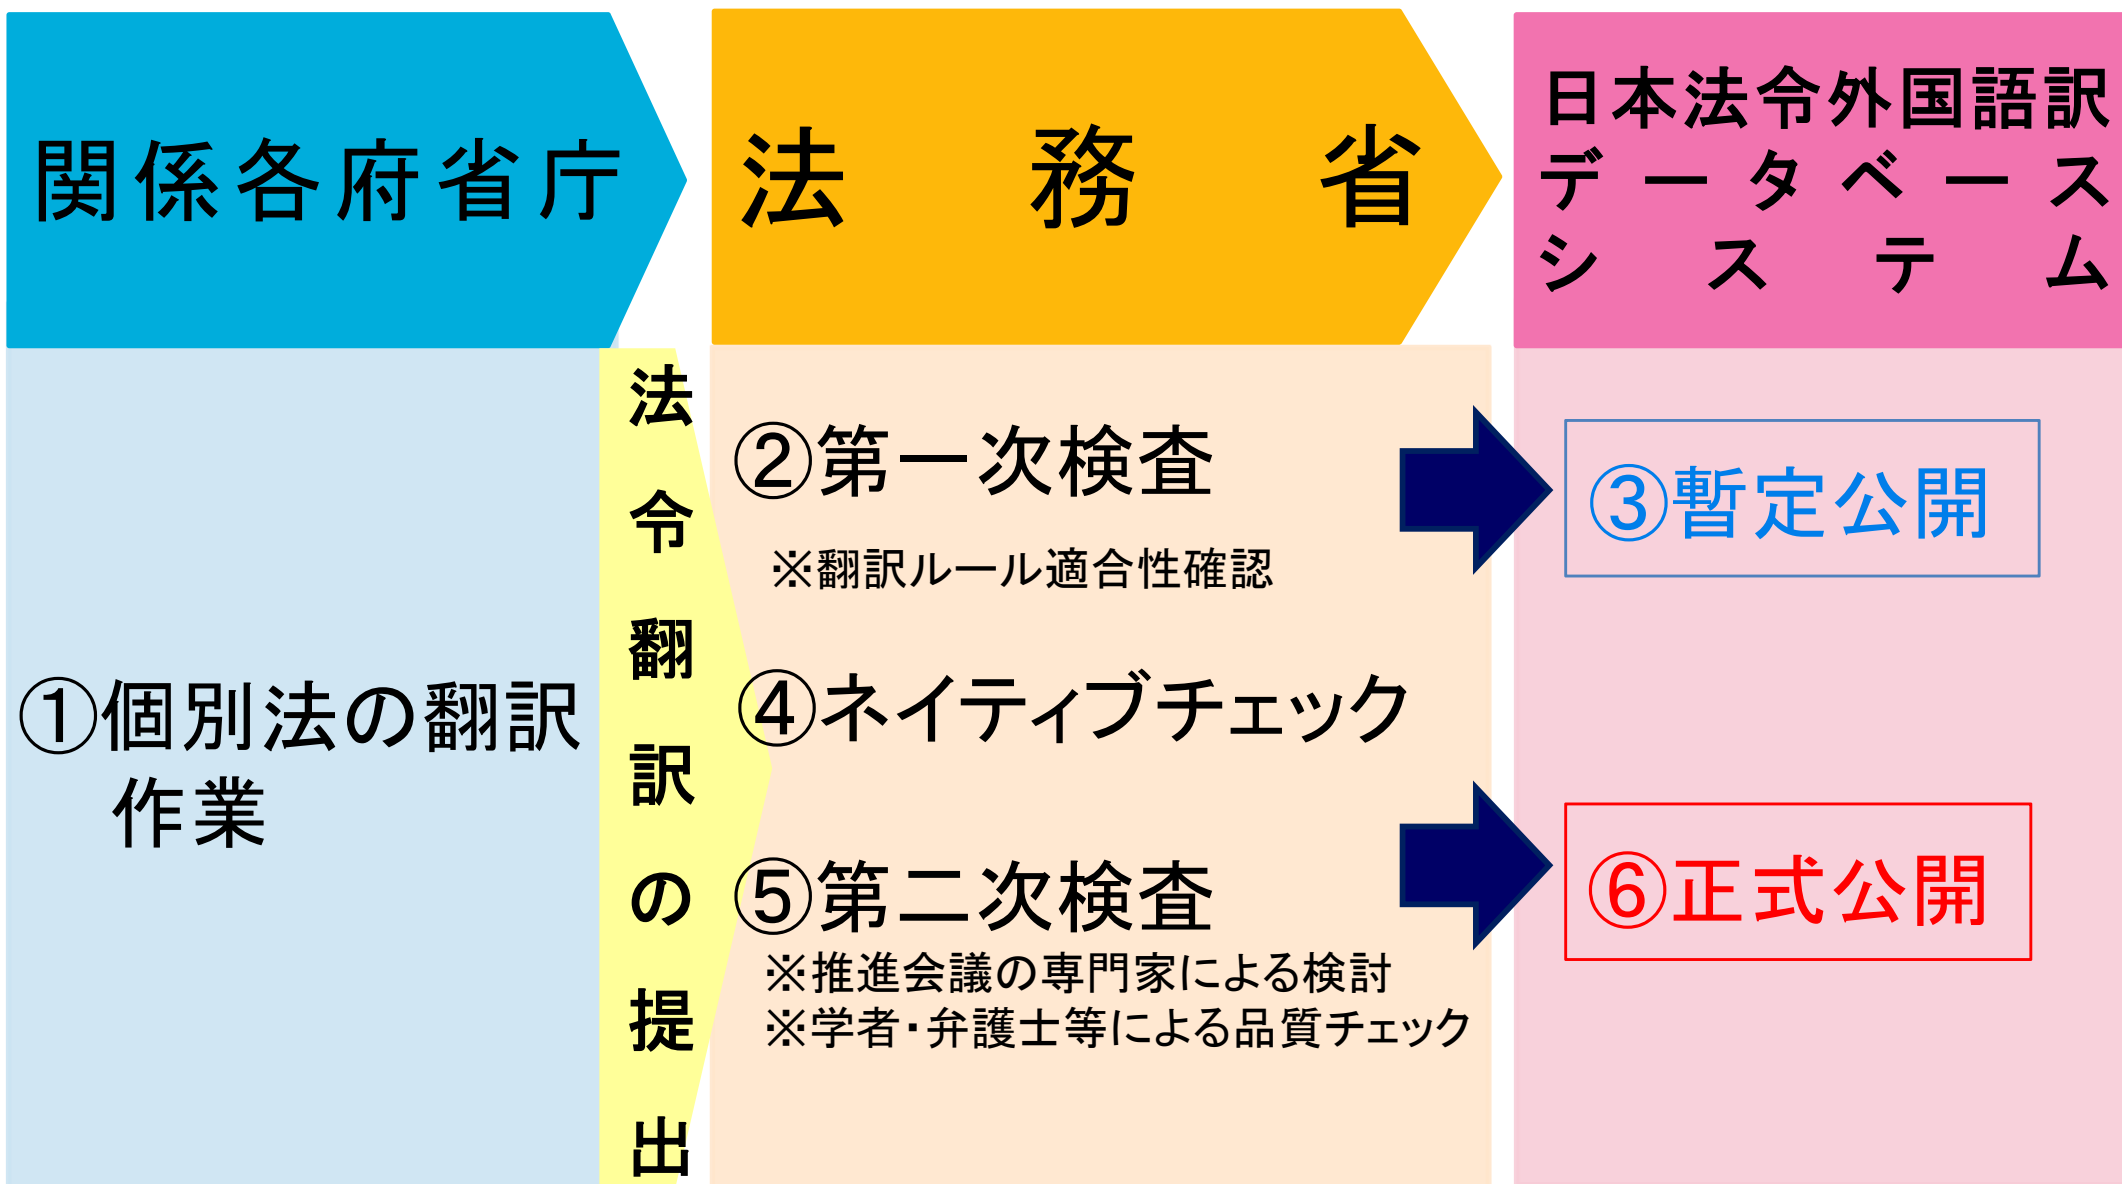 関係各府省庁
法務省
日本法令外国語訳
データベース
システム
①個別法の翻訳
作業
法令翻訳の提出
②第一次検査
※翻訳ルール適合性確認
③暫定公開
④ネイティブチェック
⑤第二次検査
※推進会議の専門家による検討
※学者・弁護士等による品質チェック
⑥正式公開